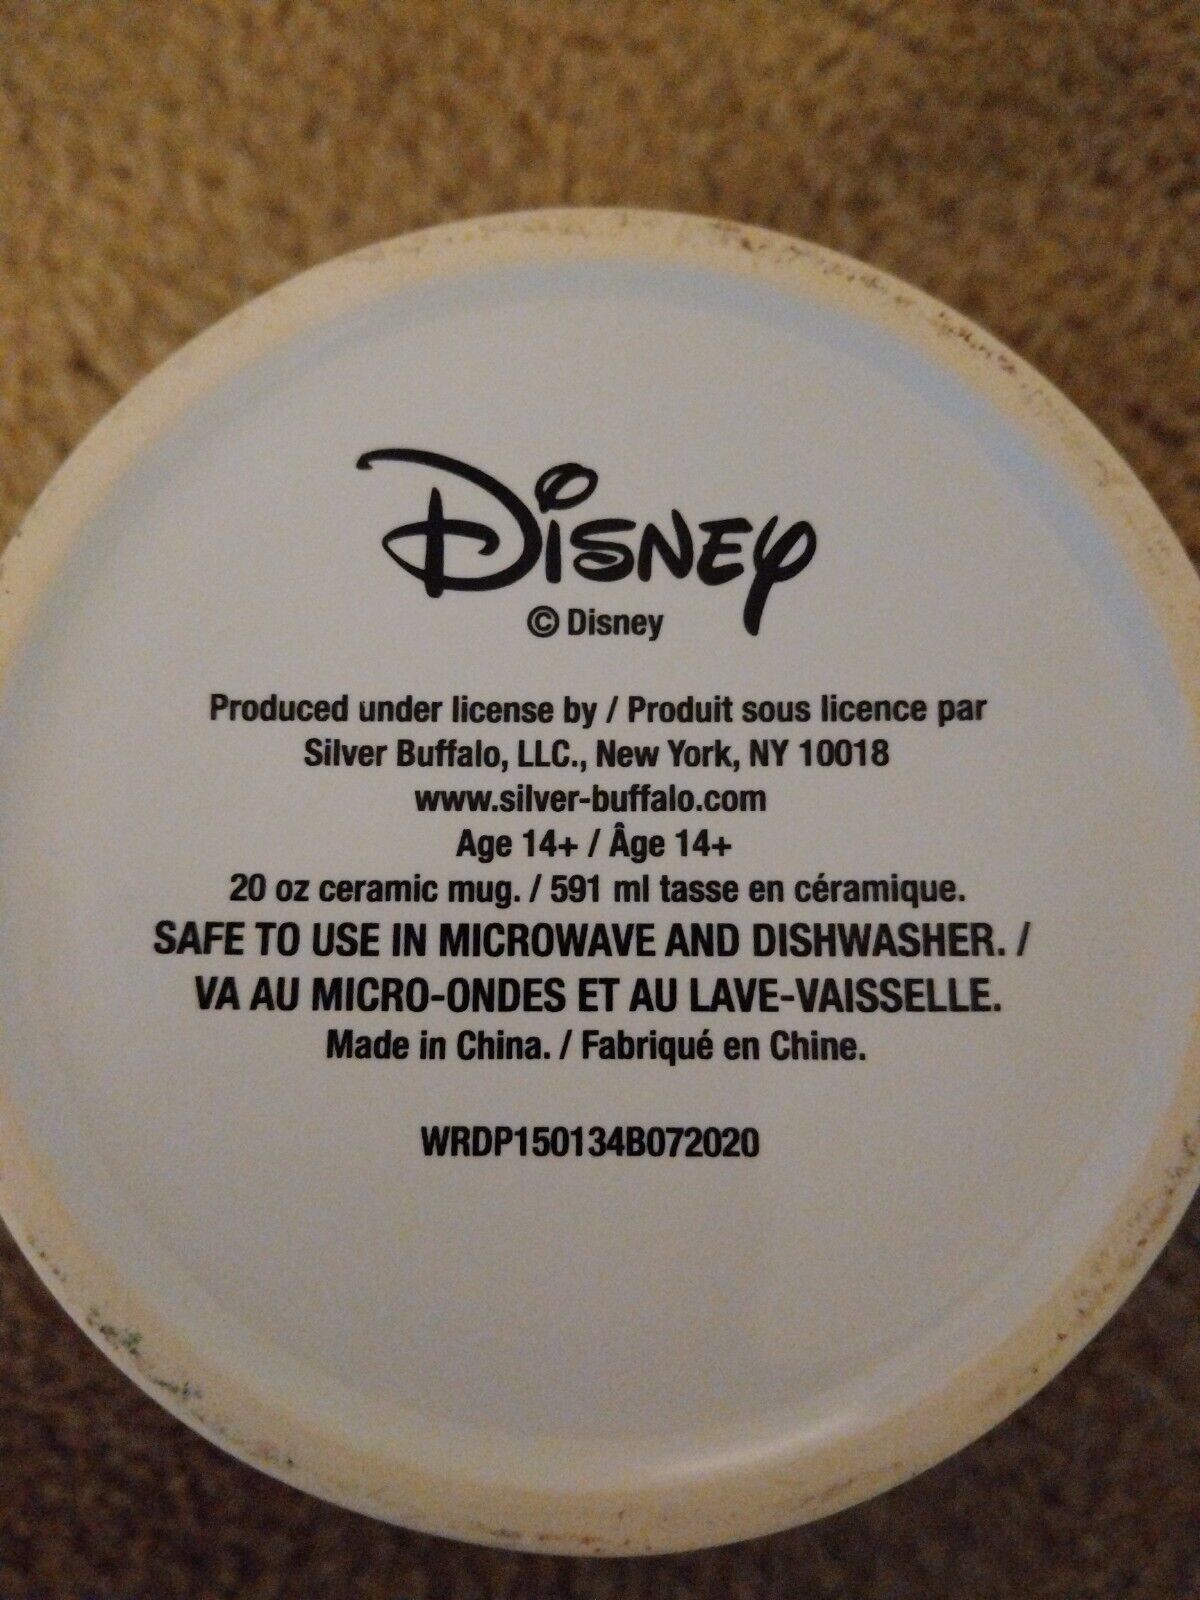 Disney
© Disney
Produced under license by / Produit sous licence par
Silver Buffalo, LLC., New York, NY 10018
www.silver-buffalo.com
Age 14+ / Âge 14+
20 oz ceramic mug. / 591 ml tasse en céramique.
SAFE TO USE IN MICROWAVE AND DISHWASHER. /
VA AU MICRO-ONDES ET AU LAVE-VAISSELLE.
Made in China. / Fabriqué en Chine.
WRDP150134B072020